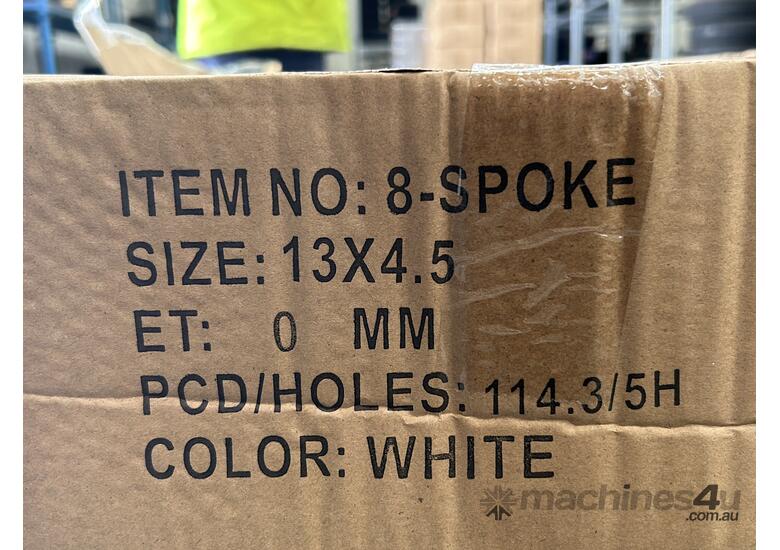 ITEM NO: 8-SPOKE
SIZE: 13X4.5
ET: 0 MM
PCD/HOLES: 114.3/5H
COLOR: WHITE
machines4u
.com.au